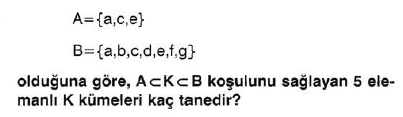 A={a,c,e}
B={a,b,c,d,e,f,g}
olduğuna göre, A⊂K⊂B koşulunu sağlayan 5 ele-
manlı K kümeleri kaç tanedir?